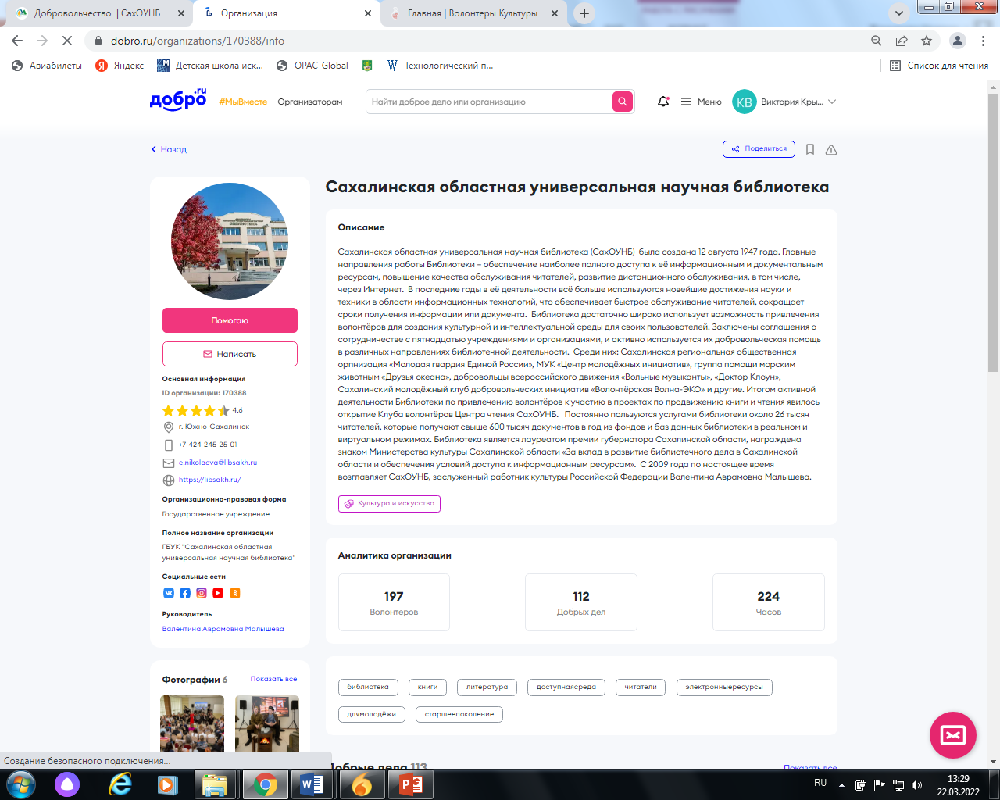 Добровольчество | СахОУНБ
Организация
Главная | Волонтеры Культуры
dobro.ru/organizations/170388/info
Авиабилеты
Яндекс
Детская школа иск...
OPAC-Global
Технологический п...
Список для чтения
добро.ru
#МыВместе
Организаторам
Найти доброе дело или организацию
Меню
КВ
Виктория Кры...
Назад
Поделиться
Помогаю
Написать
Основная информация
ID организации: 170388
4.6
г. Южно-Сахалинск
+7-424-245-25-01
e.nikolaeva@libsakh.ru
https://libsakh.ru/
Организационно-правовая форма
Государственное учреждение
Полное название организации
ГБУК "Сахалинская областная
универсальная научная библиотека"
Социальные сети
Руководитель
Валентина Аврамовна Малышева
Фотографии 6
Показать все
Сахалинская областная универсальная научная библиотека
Описание
Сахалинская областная универсальная научная библиотека (СахОУНБ) была создана 12 августа 1947 года. Главные
направления работы Библиотеки – обеспечение наиболее полного доступа к её информационным и документальным
ресурсам, повышение качества обслуживания читателей, развитие дистанционного обслуживания, в том числе,
через Интернет. В последние годы в её деятельности всё больше используются новейшие достижения науки и
техники в области информационных технологий, что обеспечивает быстрое обслуживание читателей, сокращает
сроки получения информации или документа. Библиотека достаточно широко использует возможность привлечения
волонтёров для создания культурной и интеллектуальной среды для своих пользователей. Заключены соглашения о
сотрудничестве с пятнадцатью учреждениями и организациями, и активно используется их добровольческая помощь
в различных направлениях библиотечной деятельности. Среди них: Сахалинская региональная общественная
орпнизация «Молодая гвардия Единой России», МУК «Центр молодёжных инициатив», группа помощи морским
животным «Друзья океана», добровольцы всероссийского движения «Вольные музыканты», «Доктор Клоун»,
Сахалинский молодёжный клуб добровольческих инициатив «Волонтёрская Волна-ЭКО» и другие. Итогом активной
деятельности Библиотеки по привлечению волонтёров к участию в проектах по продвижению книги и чтения явилось
открытие Клуба волонтёров Центра чтения СахОУНБ. Постоянно пользуются услугами библиотеки около 26 тысяч
читателей, которые получают свыше 600 тысяч документов в год из фондов и баз данных библиотеки в реальном и
виртуальном режимах. Библиотека является лауреатом премии губернатора Сахалинской области, награждена
знаком Министерства культуры Сахалинской области «За вклад в развитие библиотечного дела в Сахалинской
области и обеспечения условий доступа к информационным ресурсам». С 2009 года по настоящее время
возглавляет СахОУНБ, заслуженный работник культуры Российской Федерации Валентина Аврамовна Малышева.
Культура и искусство
Аналитика организации
197
Волонтеров
112
Добрых дел
224
Часов
библиотека
книги
литература
доступнаясреда
читатели
электронныересурсы
длямолодёжи
старшеепоколение
Добрые дела 113
Показать все
Создание безопасного подключения...
RU
13:29
22.03.2022